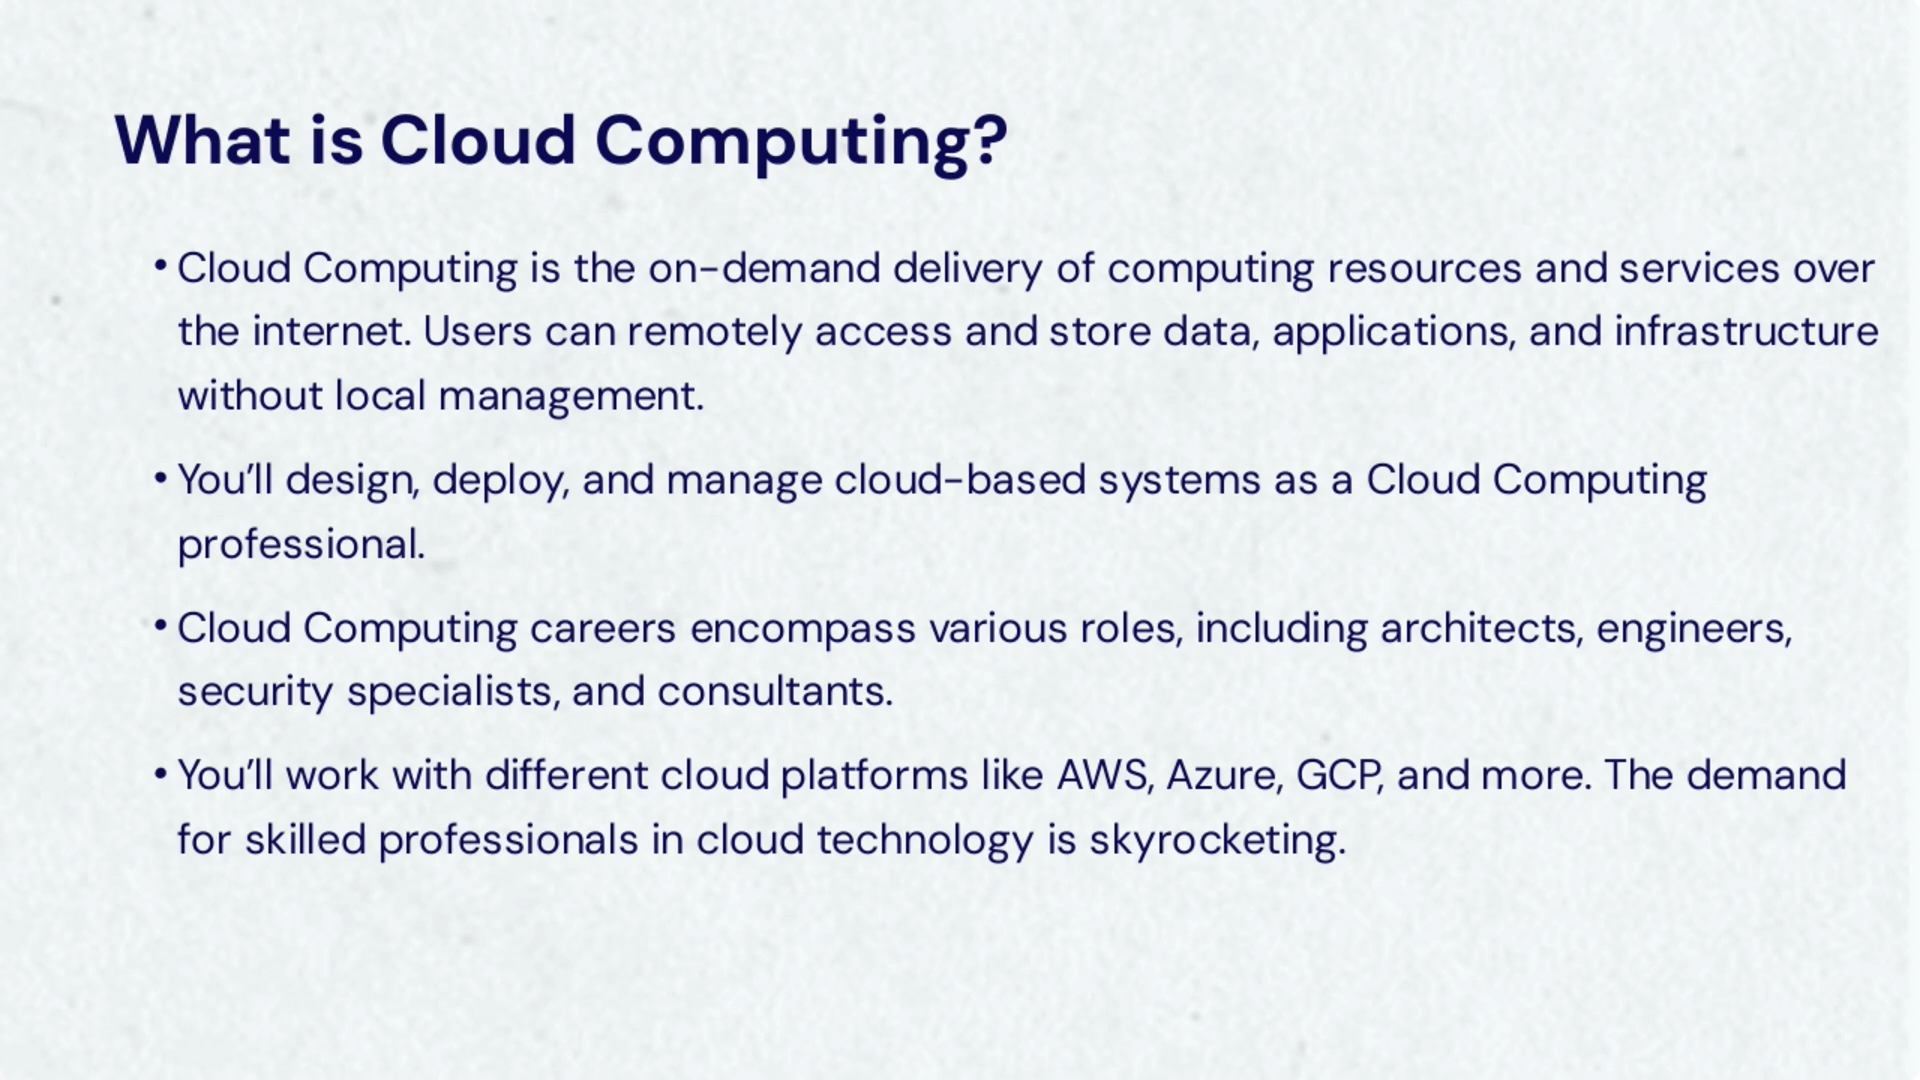 What is Cloud Computing?
• Cloud Computing is the on-demand delivery of computing resources and services over
the internet. Users can remotely access and store data, applications, and infrastructure
without local management.
• You’ll design, deploy, and manage cloud-based systems as a Cloud Computing
professional.
• Cloud Computing careers encompass various roles, including architects, engineers,
security specialists, and consultants.
• You’ll work with different cloud platforms like AWS, Azure, GCP, and more. The demand
for skilled professionals in cloud technology is skyrocketing.